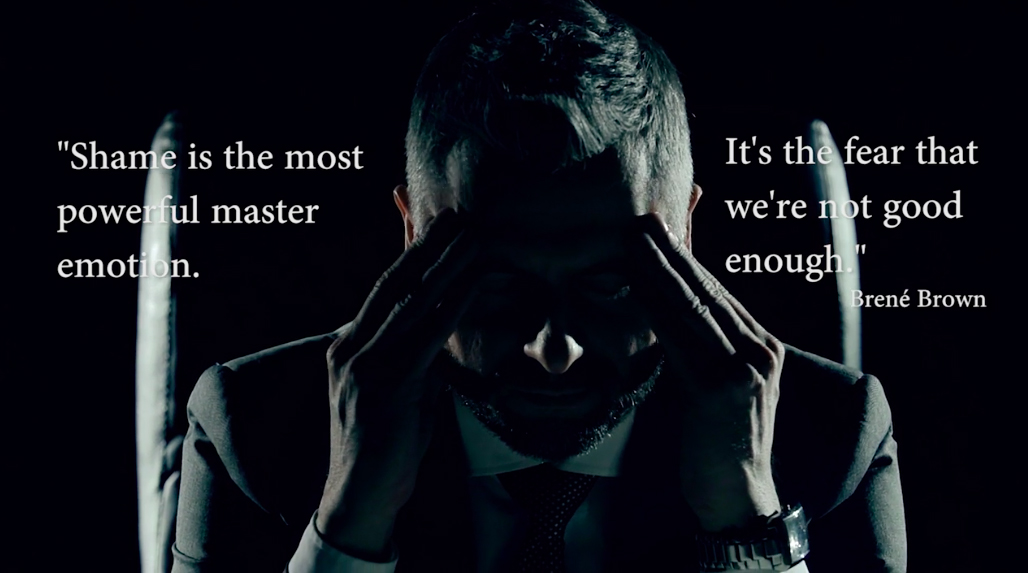 "Shame is the most
powerful master
emotion.
It's the fear that
we're not good
enough."
Brené Brown